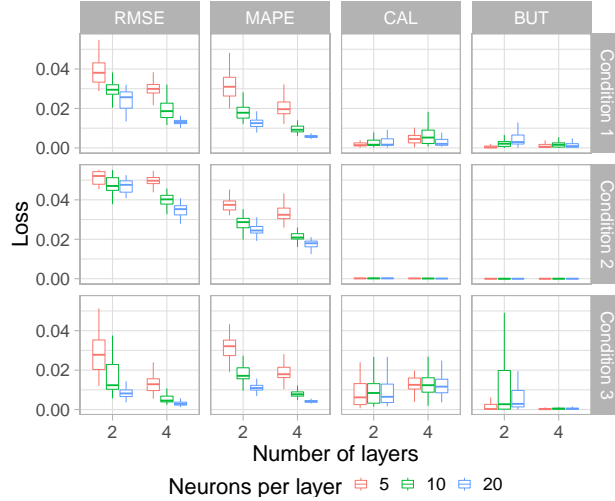 RMSE MAPE CAL BUT
0.04
0.02
0.00
Condition 1
0.04
0.02
0.00
Condition 2
Loss
0.04
0.02
0.00
Condition 3
2 4 2 4 2 4 2 4
Number of layers
Neurons per layer 5 10 20